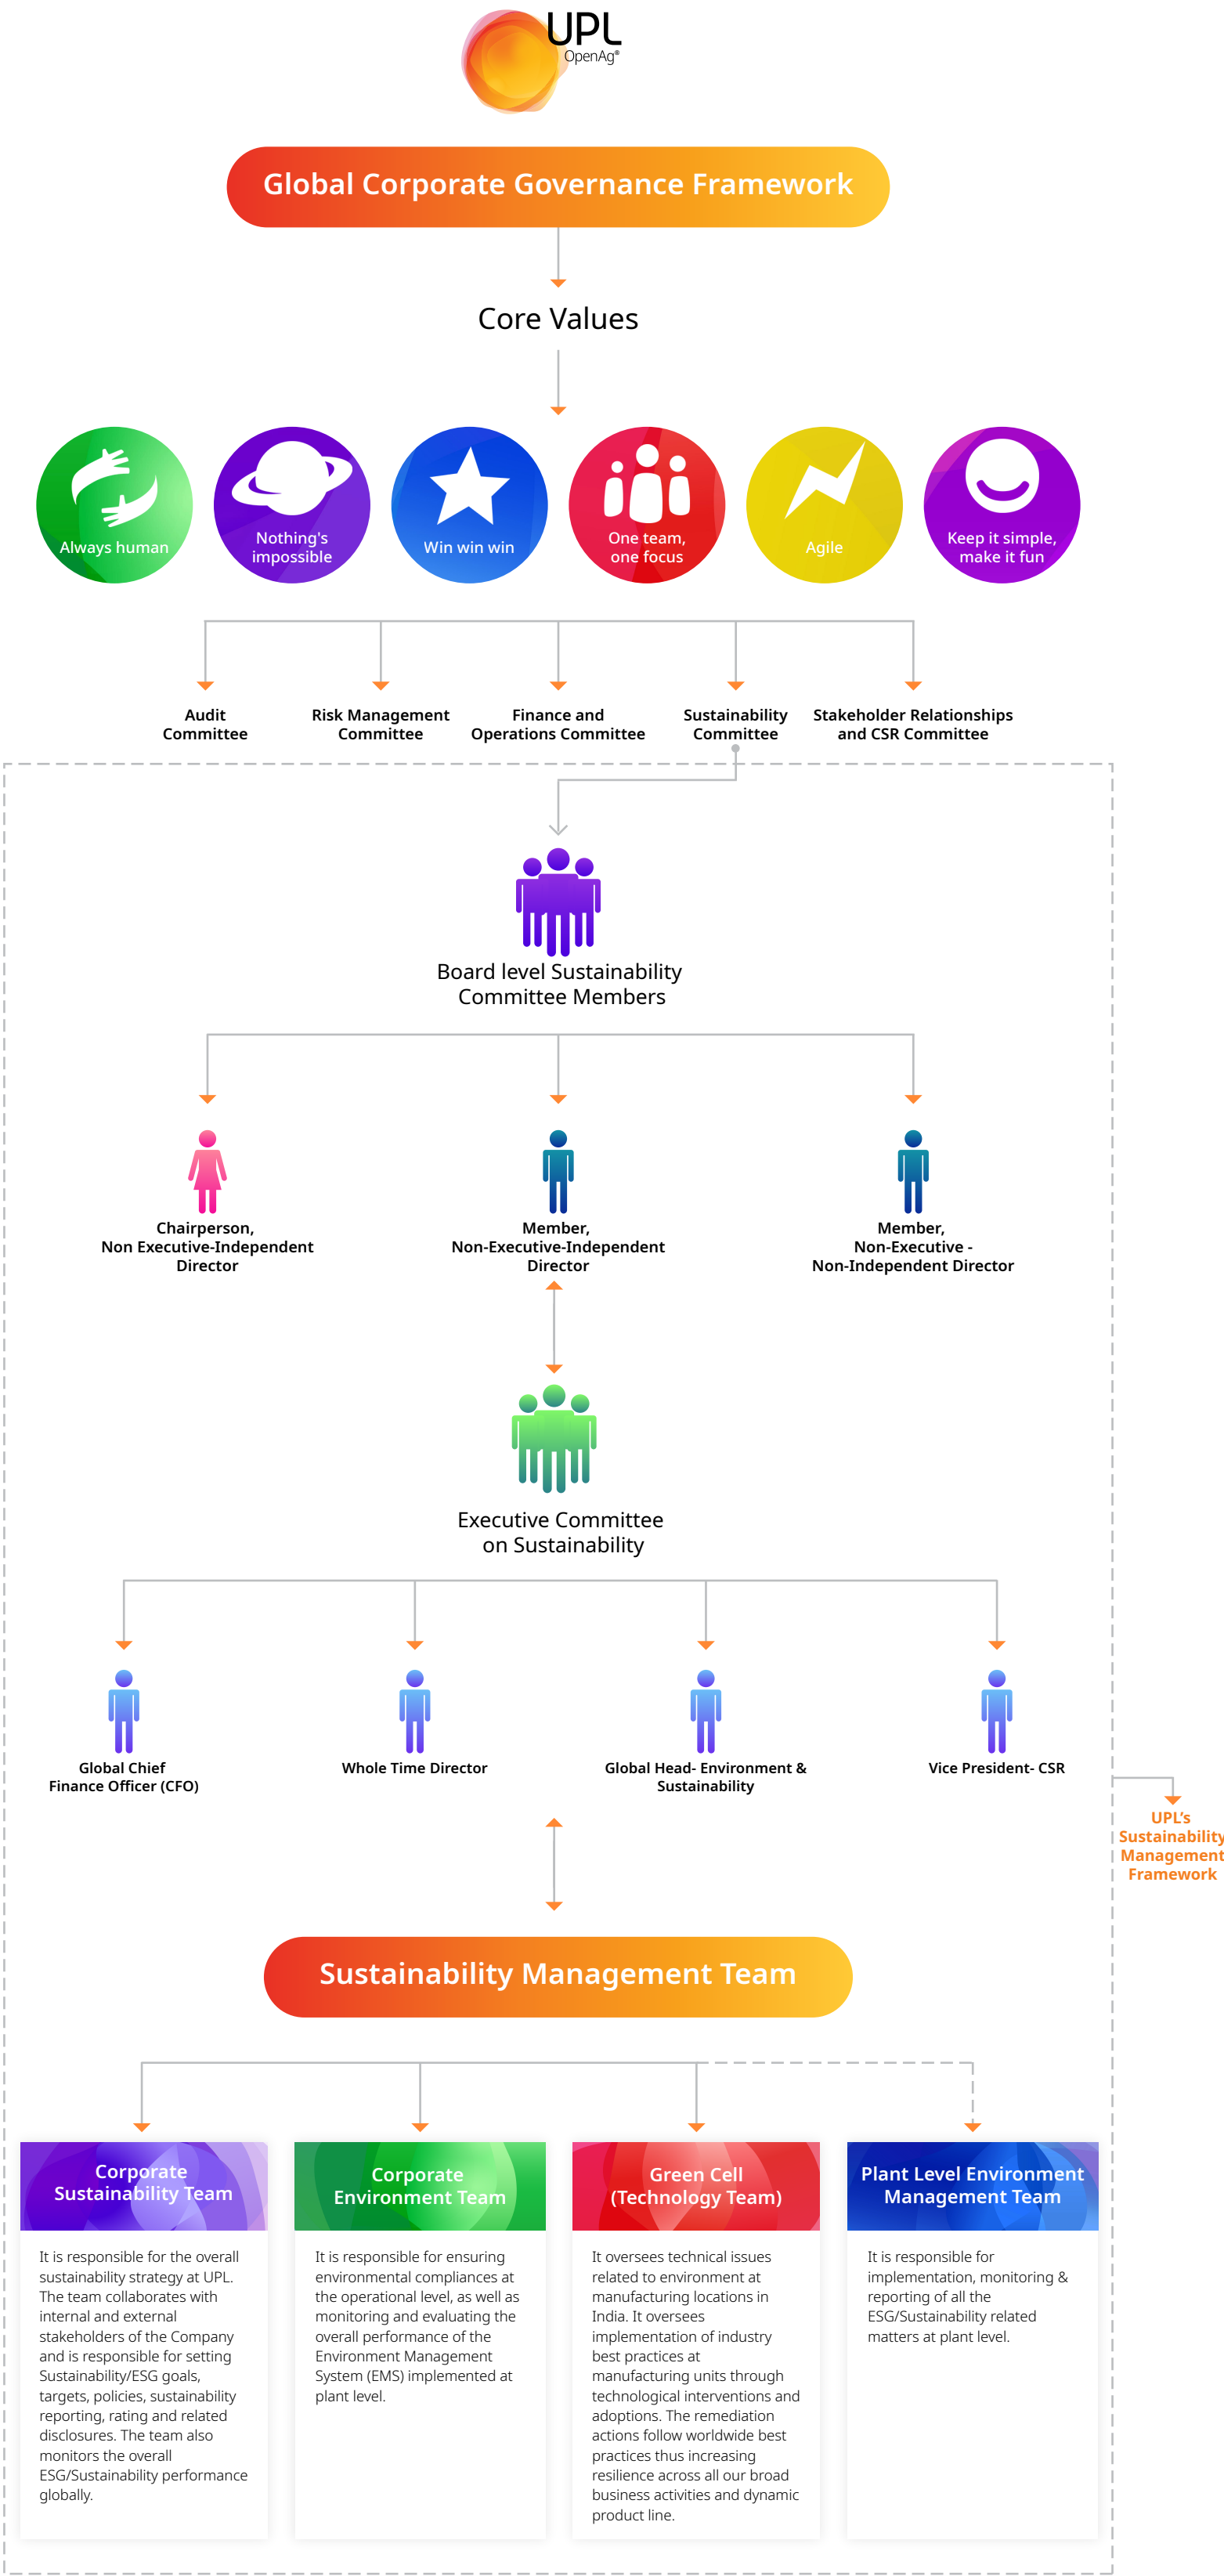 UPL
OpenAg®
Global Corporate Governance Framework
Core Values
Always human
Nothing's
impossible
Win win win
One team,
one focus
Agile
Keep it simple,
make it fun
Audit
Committee
Risk Management
Committee
Finance and
Operations Committee
Sustainability
Committee
Stakeholder Relationships
and CSR Committee
Board level Sustainability
Committee Members
Chairperson,
Non Executive-Independent
Director
Member,
Non-Executive-Independent
Director
Member,
Non-Executive -
Non-Independent Director
Executive Committee
on Sustainability
Global Chief
Finance Officer (CFO)
Whole Time Director
Global Head- Environment &
Sustainability
Vice President- CSR
UPL’s
Sustainability
Management
Framework
Sustainability Management Team
Corporate
Sustainability Team
It is responsible for the overall
sustainability strategy at UPL.
The team collaborates with
internal and external
stakeholders of the Company
and is responsible for setting
Sustainability/ESG goals,
targets, policies, sustainability
reporting, rating and related
disclosures. The team also
monitors the overall
ESG/Sustainability performance
globally.
Corporate
Environment Team
It is responsible for ensuring
environmental compliances at
the operational level, as well as
monitoring and evaluating the
overall performance of the
Environment Management
System (EMS) implemented at
plant level.
Green Cell
(Technology Team)
It oversees technical issues
related to environment at
manufacturing locations in
India. It oversees
implementation of industry
best practices at
manufacturing units through
technological interventions and
adoptions. The remediation
actions follow worldwide best
practices thus increasing
resilience across all our broad
business activities and dynamic
product line.
Plant Level Environment
Management Team
It is responsible for
implementation, monitoring &
reporting of all the
ESG/Sustainability related
matters at plant level.